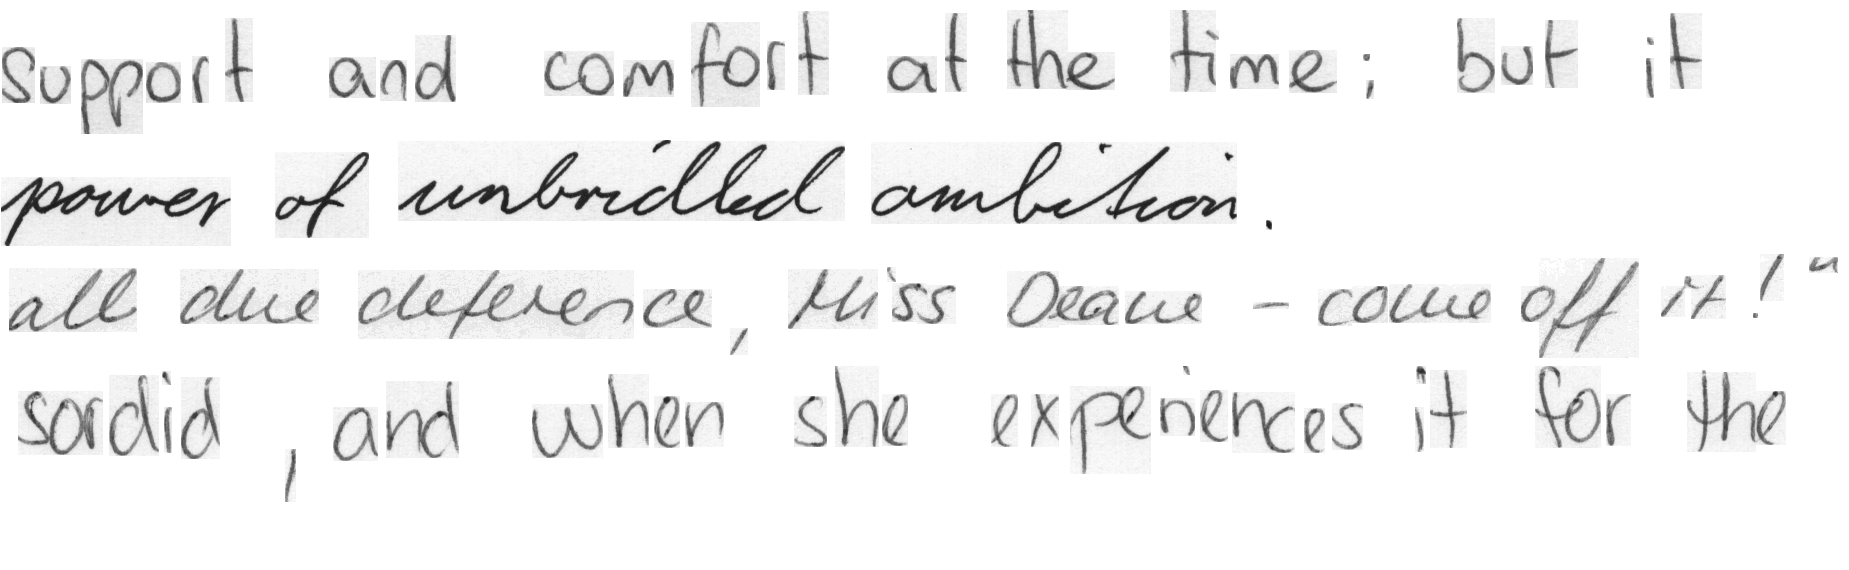 support and comfort at the time; but it
power of unbridled ambition.
all due deference, Miss Deane - come off it!"
sordid, and when she experiences it for the